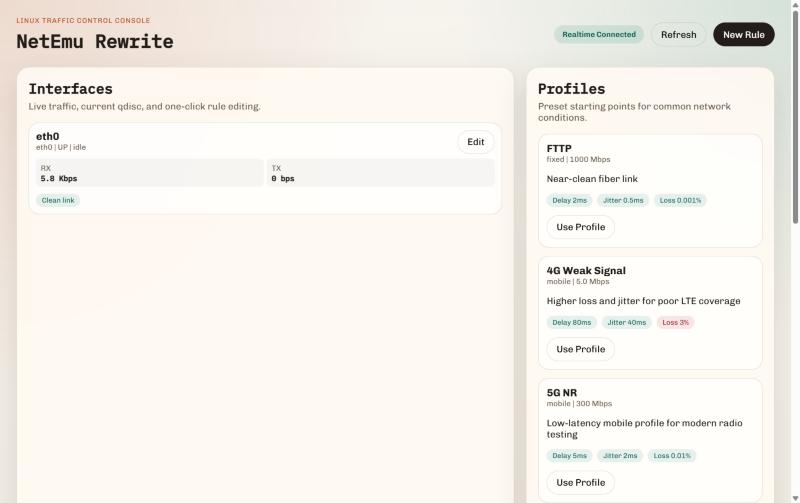 LINUX TRAFFIC CONTROL CONSOLE
NetEmu Rewrite
Realtime Connected
Refresh
New Rule
Interfaces
Live traffic, current qdisc, and one-click rule editing.
eth0
eth0 | UP | idle
Edit
RX
5.8 Kbps
TX
0 bps
Clean link
Profiles
Preset starting points for common network
conditions.
FTTP
fixed | 1000 Mbps
Near-clean fiber link
Delay 2ms
Jitter 0.5ms
Loss 0.001%
Use Profile
4G Weak Signal
mobile | 5.0 Mbps
Higher loss and jitter for poor LTE coverage
Delay 80ms
Jitter 40ms
Loss 3%
Use Profile
5G NR
mobile | 300 Mbps
Low-latency mobile profile for modern radio
testing
Delay 5ms
Jitter 2ms
Loss 0.01%
Use Profile